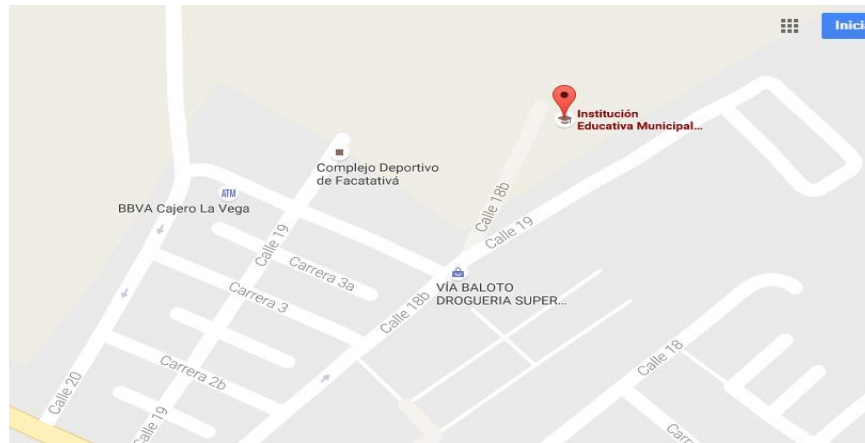 Inici
Institución
Educativa Municipal...
Complejo Deportivo
de Facatativá
ATM
BBVA Cajero La Vega
Calle 18b
Calle 19
Calle 19
Carrera 3a
VÍA BALOTO
DROGUERIA SUPER...
Carrera 3
Calle 18b
Calle 18
Carrera 2b
Calle 20
Calle 19
Carr